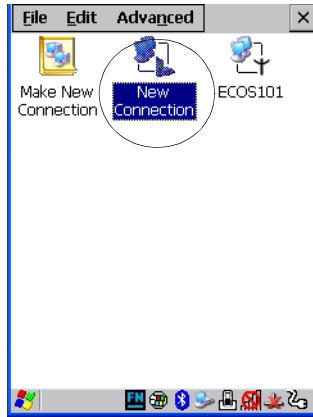 File Edit Advanced ×
Make New Connection
New Connection
ECOS101
FN